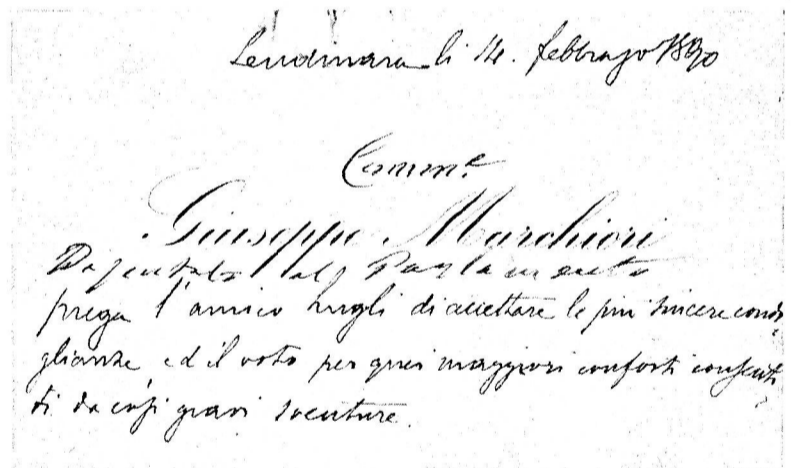 Lendinara li 14. febbrajo 1890
Comm.e
Giuseppe Marchiori
Deputato al Parlamento
prega l'amico Lugli di accettare le più sincere condo=
glianze ed il voto per quei maggiori conforti consenti=
ti da così gravi sventure.